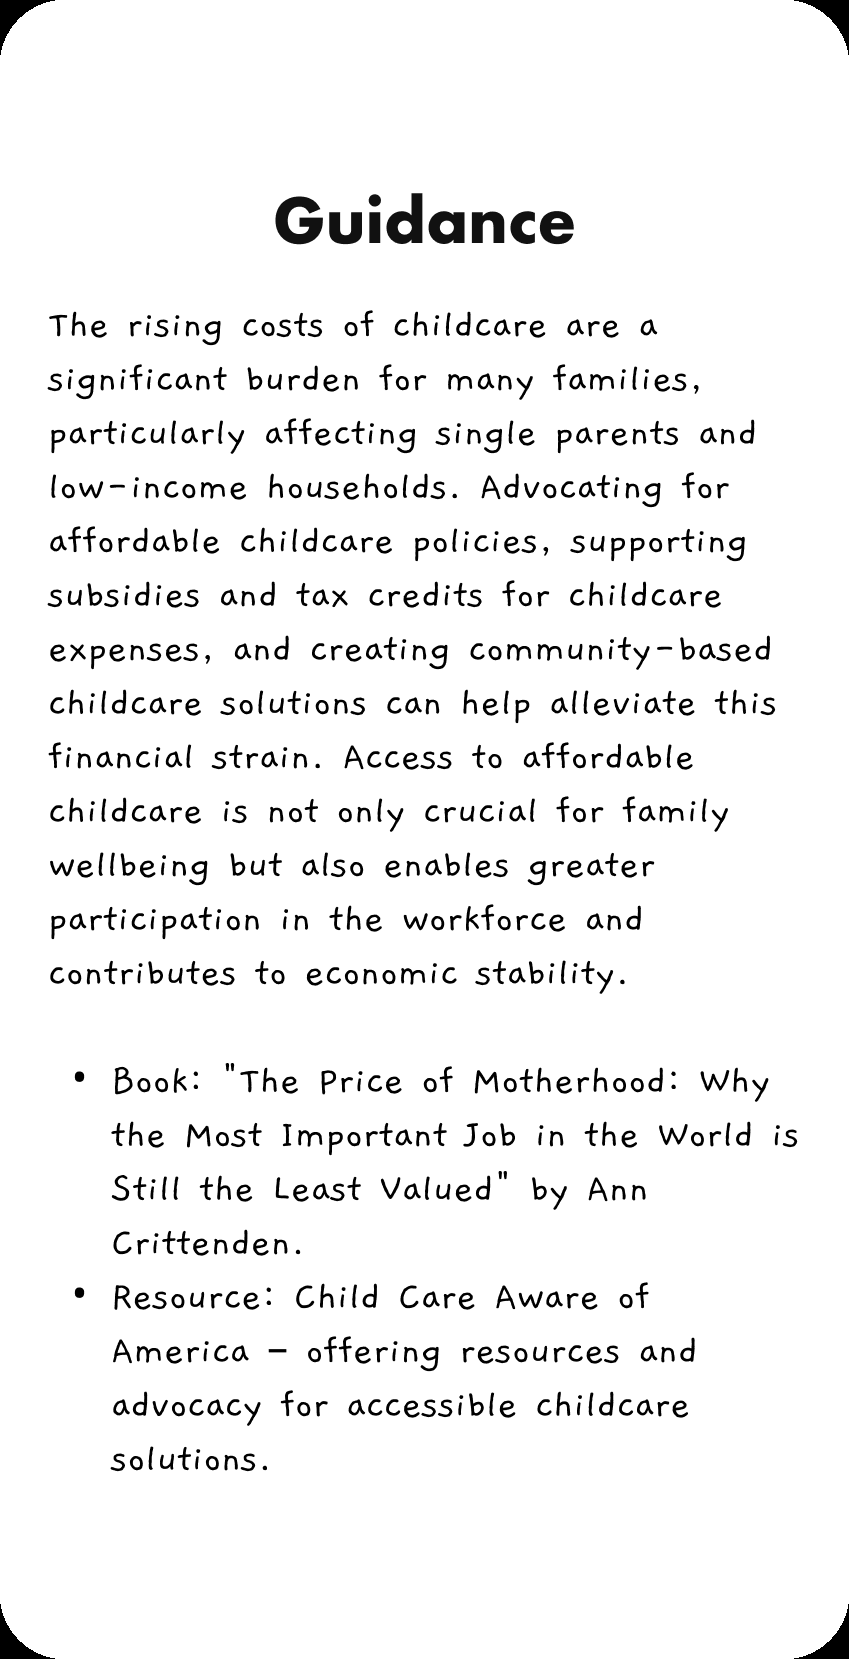 Guidance
The rising costs of childcare are a
significant burden for many families,
particularly affecting single parents and
low-income households. Advocating for
affordable childcare policies, supporting
subsidies and tax credits for childcare
expenses, and creating community-based
childcare solutions can help alleviate this
financial strain. Access to affordable
childcare is not only crucial for family
wellbeing but also enables greater
participation in the workforce and
contributes to economic stability.
• Book: "The Price of Motherhood: Why
the Most Important Job in the World is
Still the Least Valued" by Ann
Crittenden.
• Resource: Child Care Aware of
America – offering resources and
advocacy for accessible childcare
solutions.